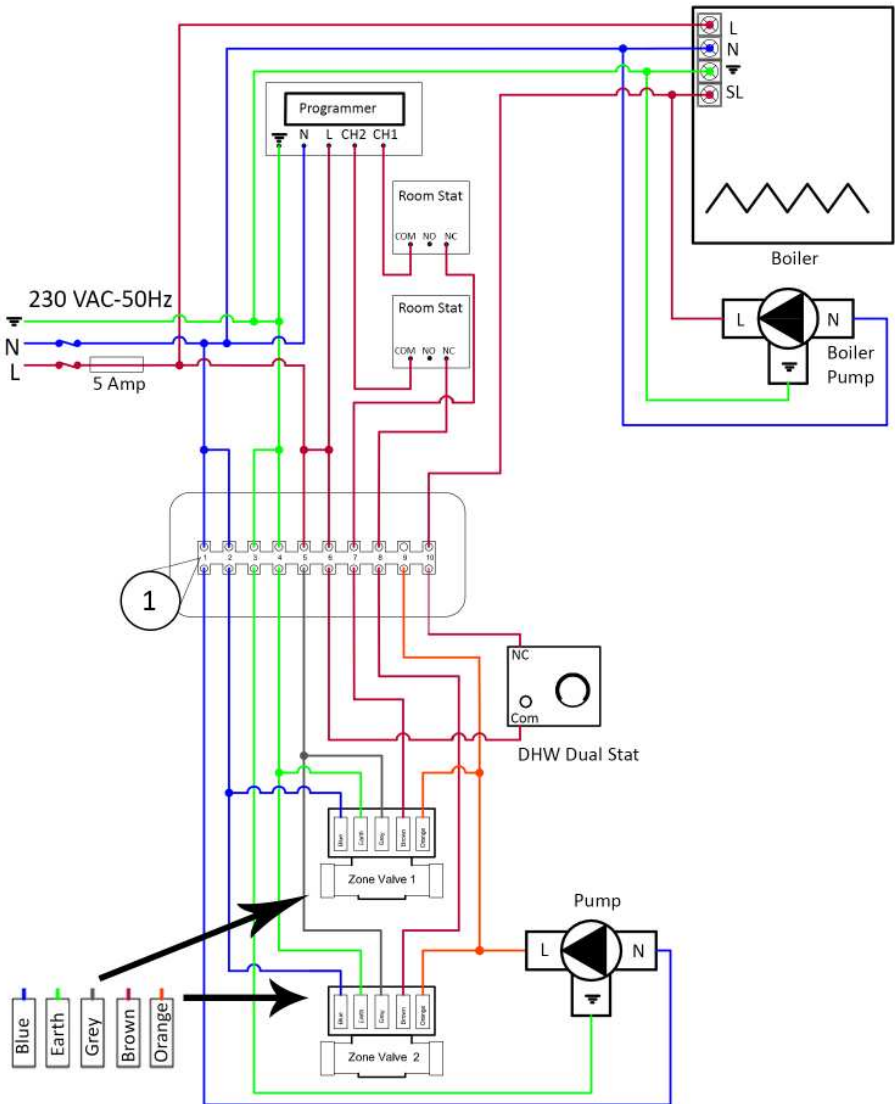 L
N
SL
Boiler
Programmer
N L CH2 CH1
Room Stat
COM NO NC
Room Stat
COM NO NC
230 VAC-50Hz
N
L
5 Amp
L N
Boiler
Pump
1 2 3 4 5 6 7 8 9 10
1
NC
Com
DHW Dual Stat
Blue Earth Grey Brown Orange
Zone Valve 1
Pump
L N
Blue Earth Grey Brown Orange
Zone Valve 2
Blue Earth Grey Brown Orange